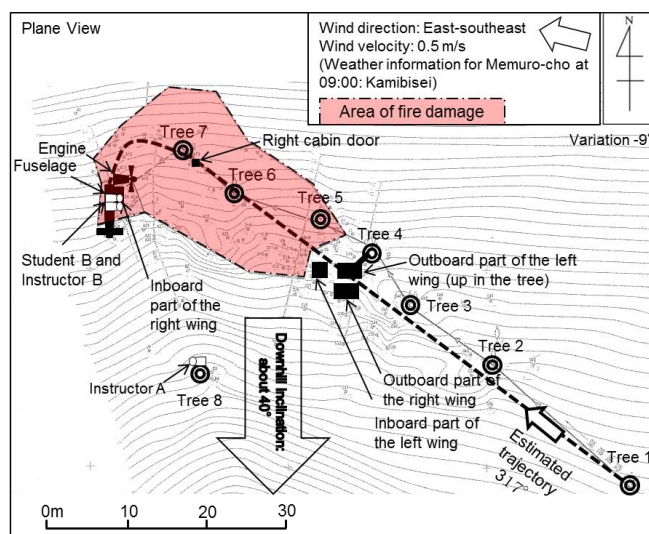 Plane View
Wind direction: East-southeast
Wind velocity: 0.5 m/s
(Weather information for Memuro-cho at
09:00: Kamibisei)
Area of fire damage
N
Variation -9°
Tree 7
Right cabin door
Engine
Fuselage
Tree 6
Tree 5
Tree 4
Student B and
Instructor B
Inboard
part of the
right wing
Outboard part of the left
wing (up in the tree)
Tree 3
Tree 2
Downhill Inclination:
about 40°
Instructor A
Tree 8
Outboard part of
the right wing
Inboard part of
the left wing
Estimated
trajectory
317°
Tree 1
0m
10
20
30